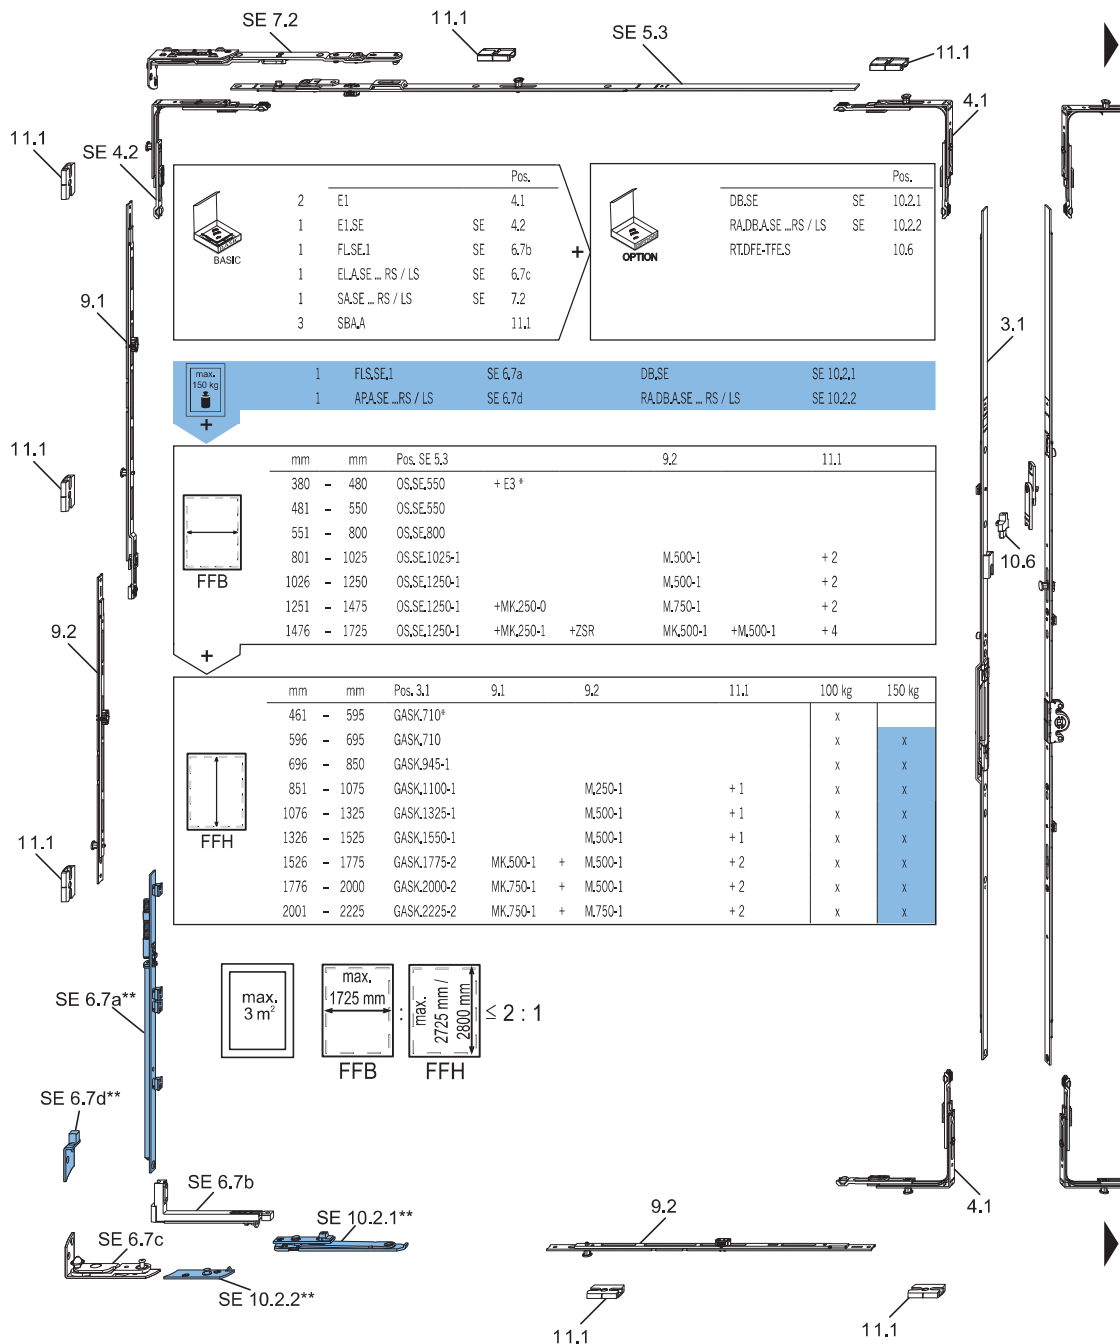 SE 7.2
11.1
SE 5.3
11.1
4.1
11.1
SE 4.2
Pos.
2 E1 4.1
1 E1.SE SE 4.2
1 FL.SE.1 SE 6.7b
1 EL.A.SE ... RS / LS SE 6.7c
1 SA.SE ... RS / LS SE 7.2
3 SBA.A 11.1
BASIC
+
Pos.
DB.SE SE 10.2.1
RA.DB.A.SE ...RS / LS SE 10.2.2
RT.DFE-TFE.S 10.6
OPTION
9.1
3.1
max.
150 kg
1 FLS.SE.1 SE 6.7a DB.SE SE 10.2.1
1 AP.A.SE ...RS / LS SE 6.7d RA.DB.A.SE ... RS / LS SE 10.2.2
+
11.1
mm mm Pos. SE 5.3 9.2 11.1
380 – 480 OS.SE.550 + E3 *
481 – 550 OS.SE.550
551 – 800 OS.SE.800
801 – 1025 OS.SE.1025-1 M.500-1 + 2
1026 – 1250 OS.SE.1250-1 M.500-1 + 2
1251 – 1475 OS.SE.1250-1 +MK.250-0 M.750-1 + 2
1476 – 1725 OS.SE.1250-1 +MK.250-1 +ZSR MK.500-1 +M.500-1 + 4
FFB
10.6
9.2
+
mm mm Pos. 3.1 9.1 9.2 11.1 100 kg 150 kg
461 – 595 GASK.710* x
596 – 695 GASK.710 x x
696 – 850 GASK.945-1 x x
851 – 1075 GASK.1100-1 M.250-1 + 1 x x
1076 – 1325 GASK.1325-1 M.500-1 + 1 x x
1326 – 1525 GASK.1550-1 M.500-1 + 1 x x
1526 – 1775 GASK.1775-2 MK.500-1 + M.500-1 + 2 x x
1776 – 2000 GASK.2000-2 MK.750-1 + M.500-1 + 2 x x
2001 – 2225 GASK.2225-2 MK.750-1 + M.750-1 + 2 x x
FFH
11.1
max.
3 m²
max.
1725 mm
FFB
:
max.
2725 mm /
2800 mm
FFH
≤ 2 : 1
SE 6.7a**
SE 6.7d**
SE 6.7b
SE 10.2.1**
SE 6.7c
SE 10.2.2**
9.2
4.1
11.1
11.1